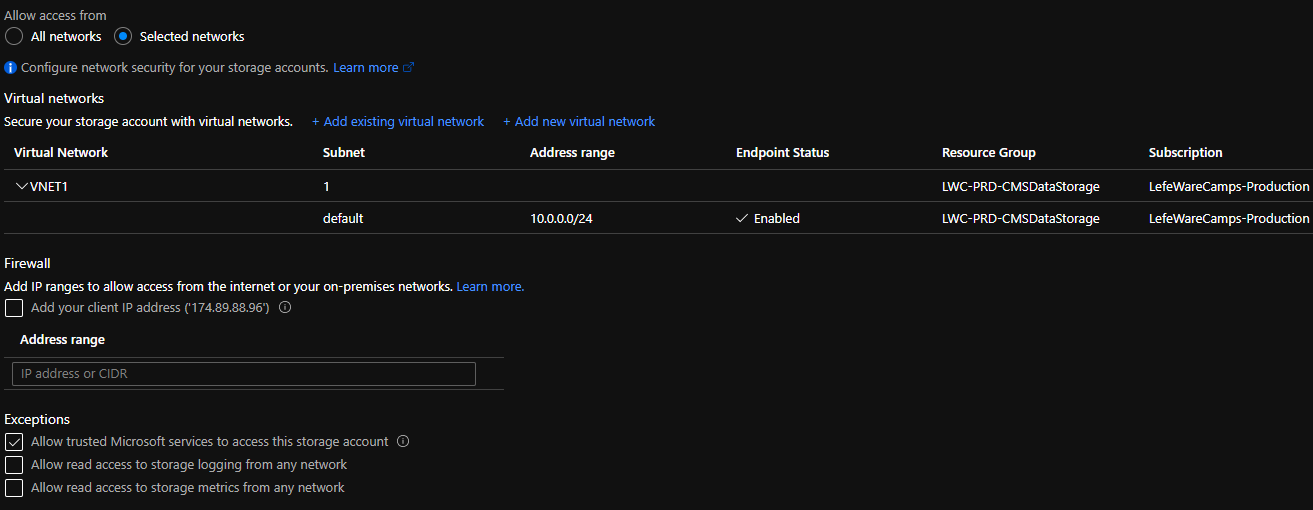 Allow access from
All networks Selected networks
Configure network security for your storage accounts. Learn more
Virtual networks
Secure your storage account with virtual networks. + Add existing virtual network + Add new virtual network
Virtual Network Subnet Address range Endpoint Status Resource Group Subscription
VNET1 1 LWC-PRD-CMSDataStorage LefeWareCamps-Production
default 10.0.0.0/24 Enabled LWC-PRD-CMSDataStorage LefeWareCamps-Production
Firewall
Add IP ranges to allow access from the internet or your on-premises networks. Learn more.
Add your client IP address ('174.89.88.96')
Address range
IP address or CIDR
Exceptions
Allow trusted Microsoft services to access this storage account
Allow read access to storage logging from any network
Allow read access to storage metrics from any network